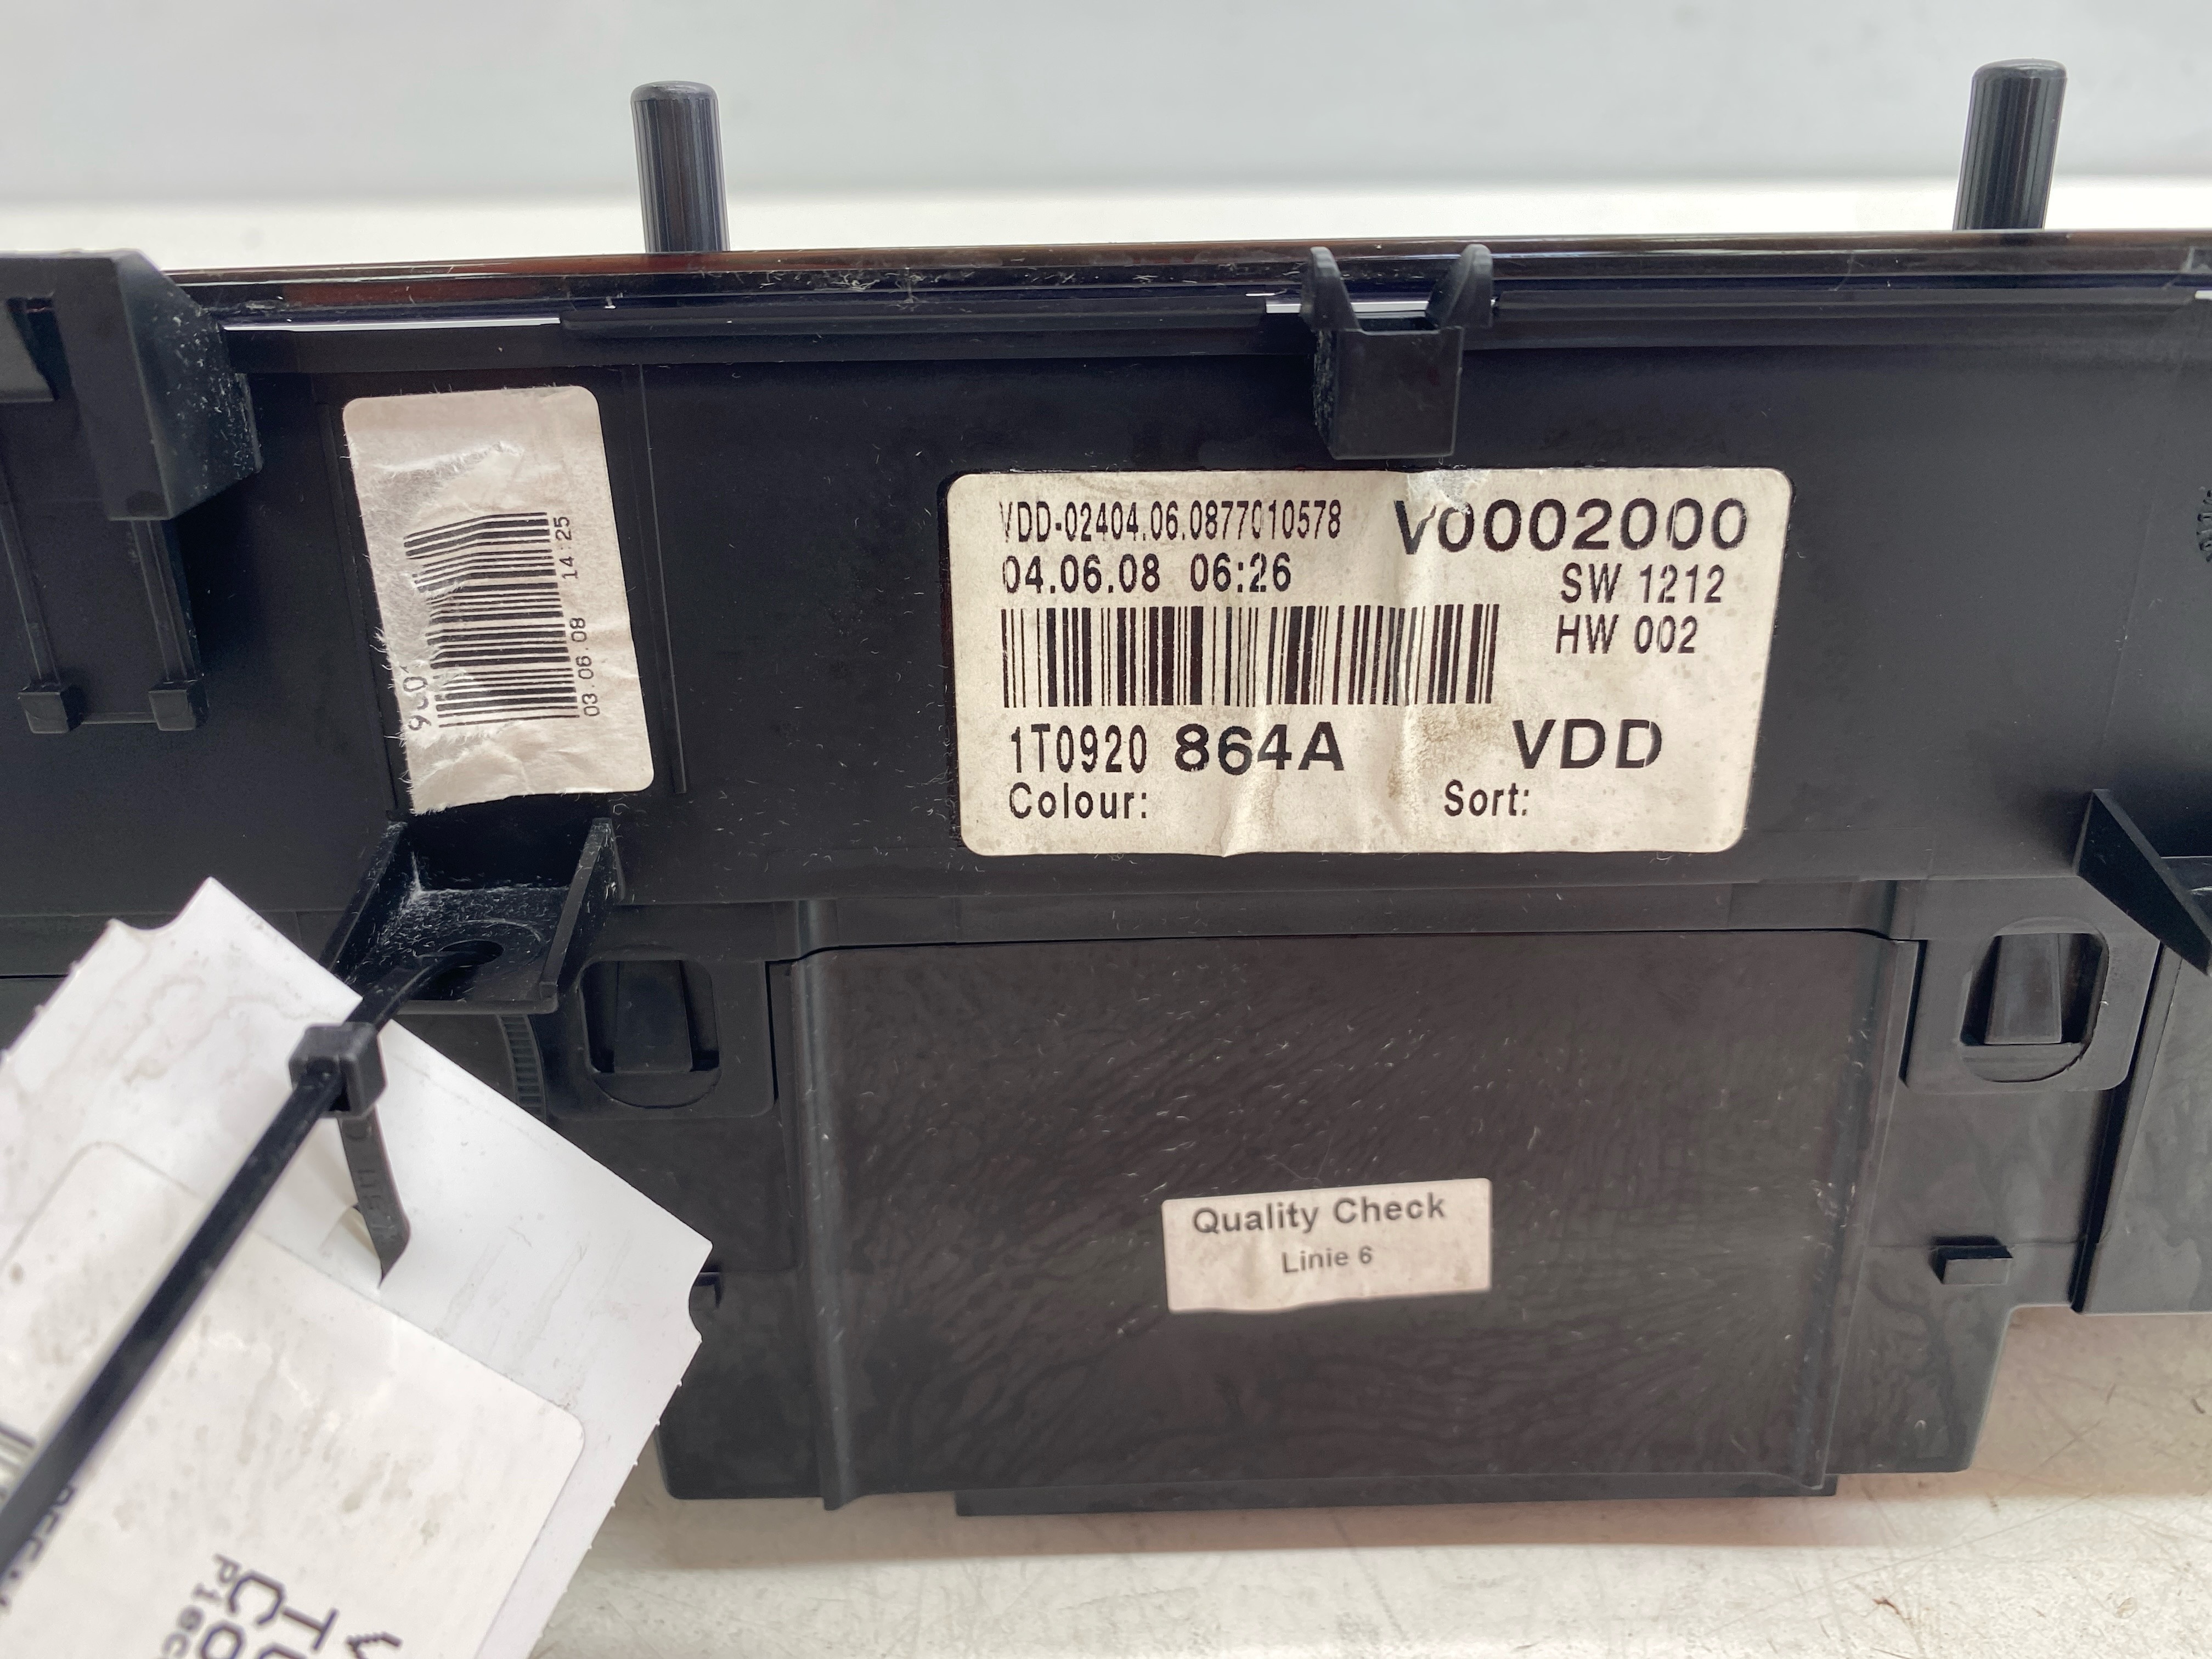 VDD-02404.06.0877010578
V0002000
04.06.08 06:26
SW 1212
HW 002
1T0920 864A
VDD
Colour:
Sort:
03.06.08 14:25
Quality Check
Linie 6